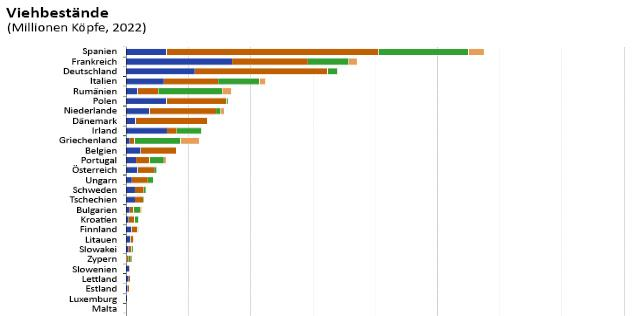 Viehbestände
(Millionen Köpfe, 2022)
Spanien
Frankreich
Deutschland
Italien
Rumänien
Polen
Niederlande
Dänemark
Irland
Griechenland
Belgien
Portugal
Österreich
Ungarn
Schweden
Tschechien
Bulgarien
Kroatien
Finnland
Litauen
Slowakei
Zypern
Slowenien
Lettland
Estland
Luxemburg
Malta